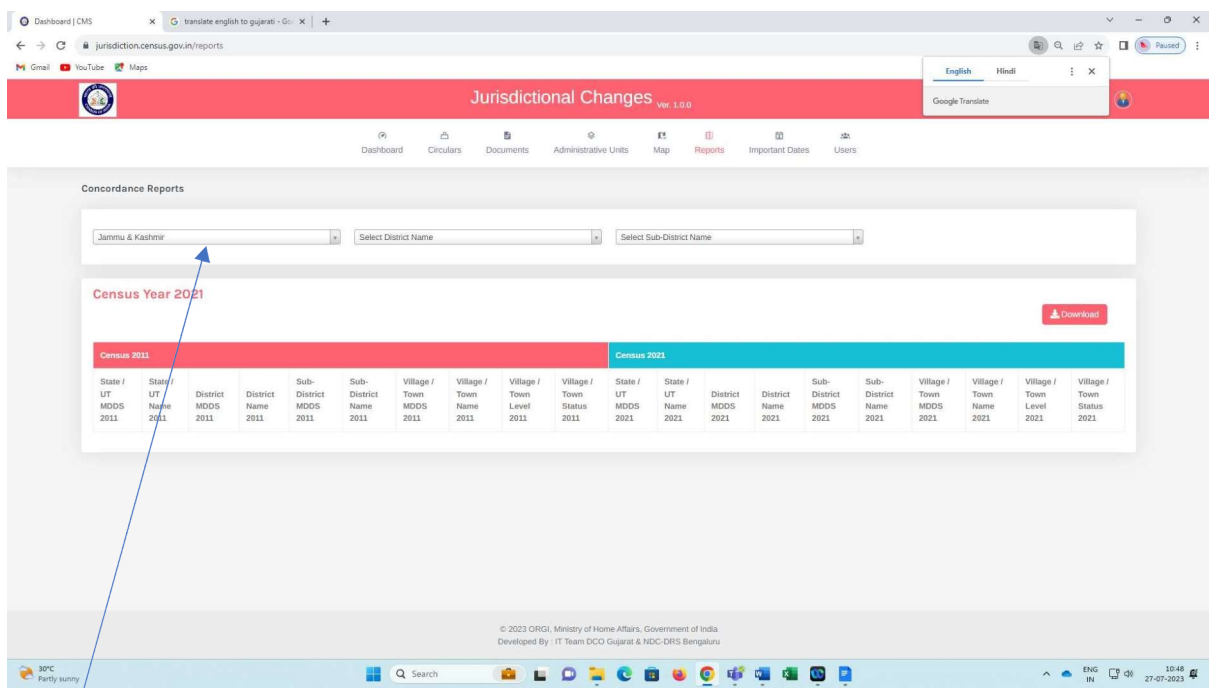 Dashboard | CMS
translate english to gujarati - Go
jurisdiction.census.gov.in/reports
Paused
Gmail YouTube Maps
English Hindi
Google Translate
Jurisdictional Changes Ver. 1.0.0
Dashboard Circulars Documents Administrative Units Map Reports Important Dates Users
Concordance Reports
Jammu & Kashmir Select District Name Select Sub-District Name
Census Year 2021
Download
Census 2011 Census 2021
State / UT MDDS 2011
State / UT Name 2011
District MDDS 2011
District Name 2011
Sub-District MDDS 2011
Sub-District Name 2011
Village / Town MDDS 2011
Village / Town Name 2011
Village / Town Level 2011
Village / Town Status 2011
State / UT MDDS 2021
State / UT Name 2021
District MDDS 2021
District Name 2021
Sub-District MDDS 2021
Sub-District Name 2021
Village / Town MDDS 2021
Village / Town Name 2021
Village / Town Level 2021
Village / Town Status 2021
© 2023 ORGI, Ministry of Home Affairs, Government of India
Developed By : IT Team DCO Gujarat & NDC-DRS Bengaluru
30°C
Partly sunny
Search
ENG
IN
10:48
27-07-2023